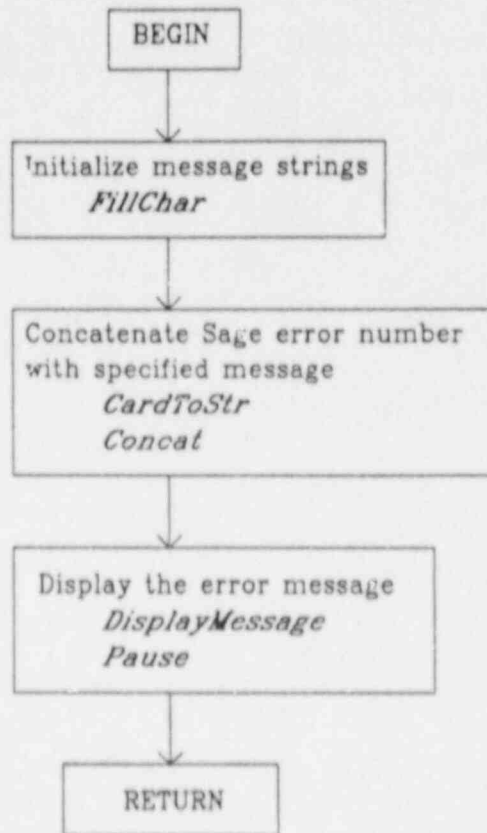 BEGIN
Initialize message strings
FillChar
Concatenate Sage error number
with specified message
CardToStr
Concat
Display the error message
DisplayMessage
Pause
RETURN